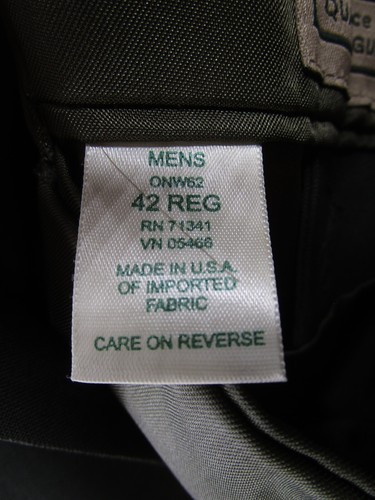 MENS
ONW62
42 REG
RN 71341
VN 05466
MADE IN U.S.A.
OF IMPORTED
FABRIC
CARE ON REVERSE